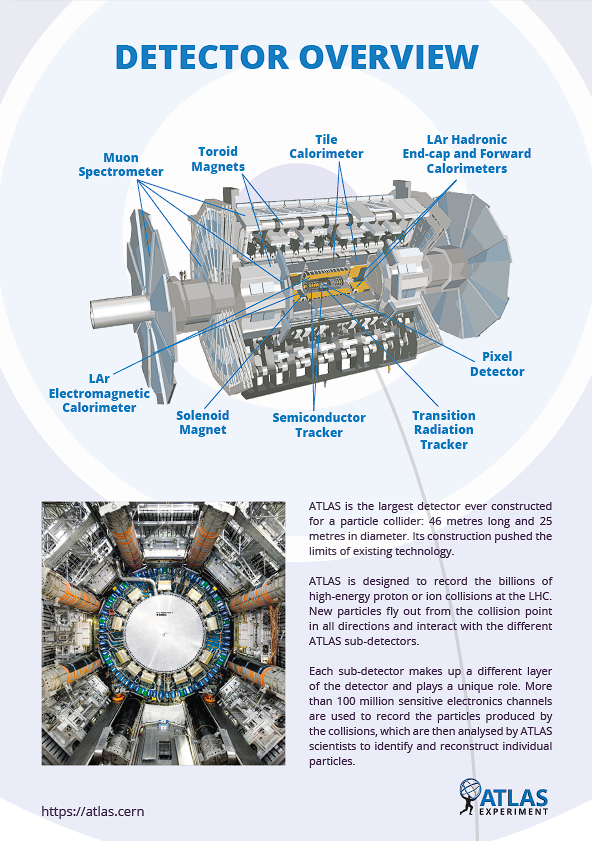 DETECTOR OVERVIEW
Muon
Spectrometer
Toroid
Magnets
Tile
Calorimeter
LAr Hadronic
End-cap and Forward
Calorimeters
LAr
Electromagnetic
Calorimeter
Solenoid
Magnet
Semiconductor
Tracker
Transition
Radiation
Tracker
Pixel
Detector
ATLAS is the largest detector ever constructed
for a particle collider: 46 metres long and 25
metres in diameter. Its construction pushed the
limits of existing technology.
ATLAS is designed to record the billions of
high-energy proton or ion collisions at the LHC.
New particles fly out from the collision point
in all directions and interact with the different
ATLAS sub-detectors.
Each sub-detector makes up a different layer
of the detector and plays a unique role. More
than 100 million sensitive electronics channels
are used to record the particles produced by
the collisions, which are then analysed by ATLAS
scientists to identify and reconstruct individual
particles.
https://atlas.cern
ATLAS
EXPERIMENT